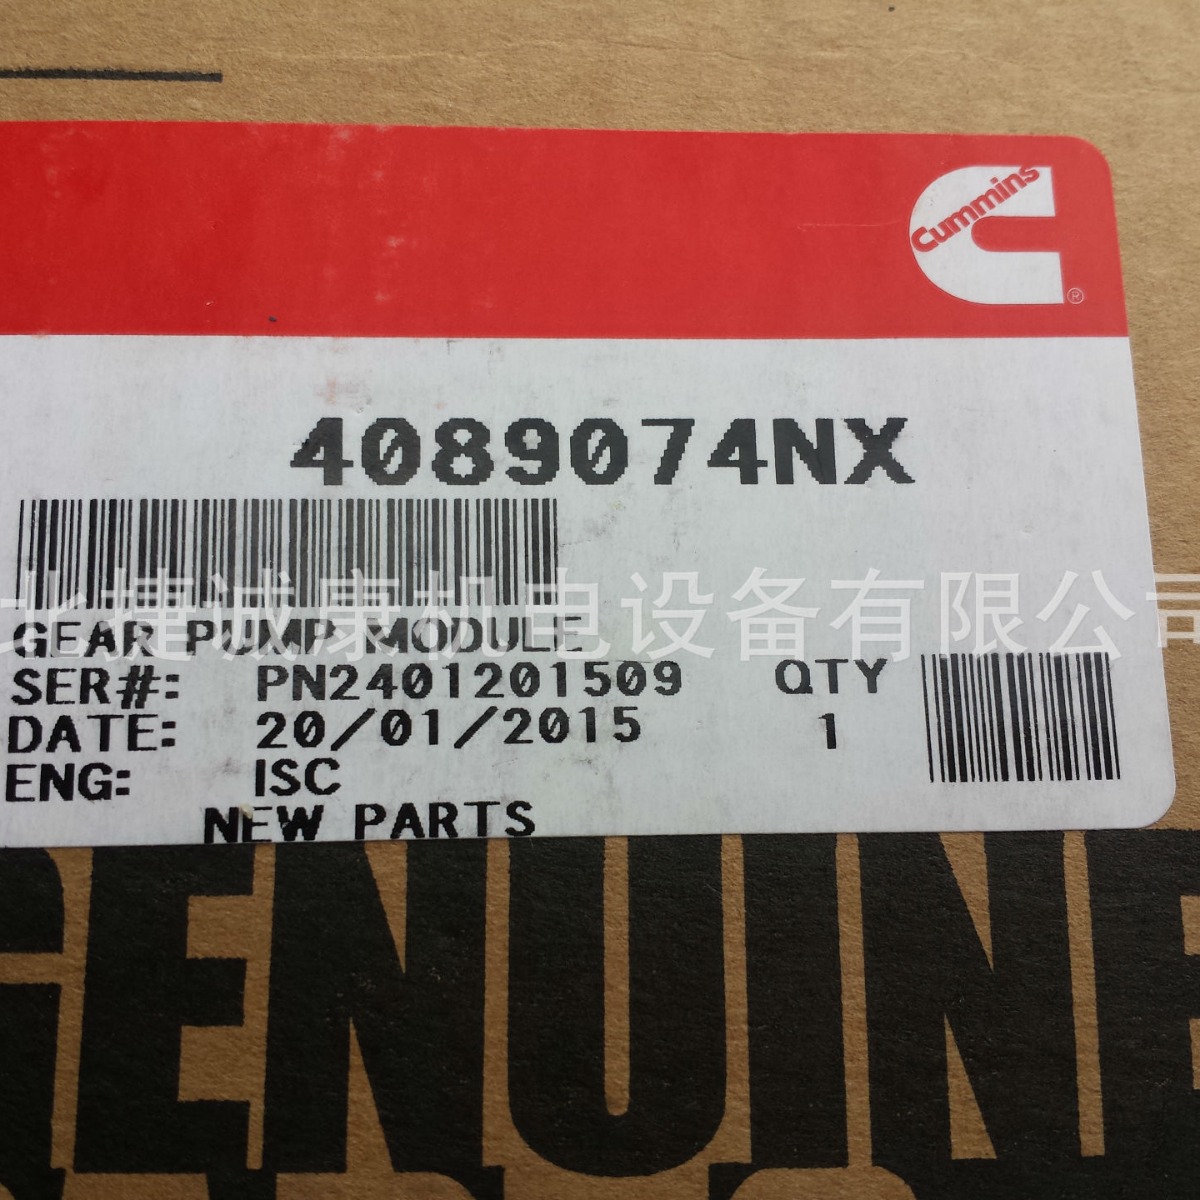 Cummins
®
4089074NX
北捷诚康机电设备有限公司
GEAR PUMP MODULE
SER#: PN2401201509 QTY
DATE: 20/01/2015 1
ENG: ISC
NEW PARTS
GENUINE